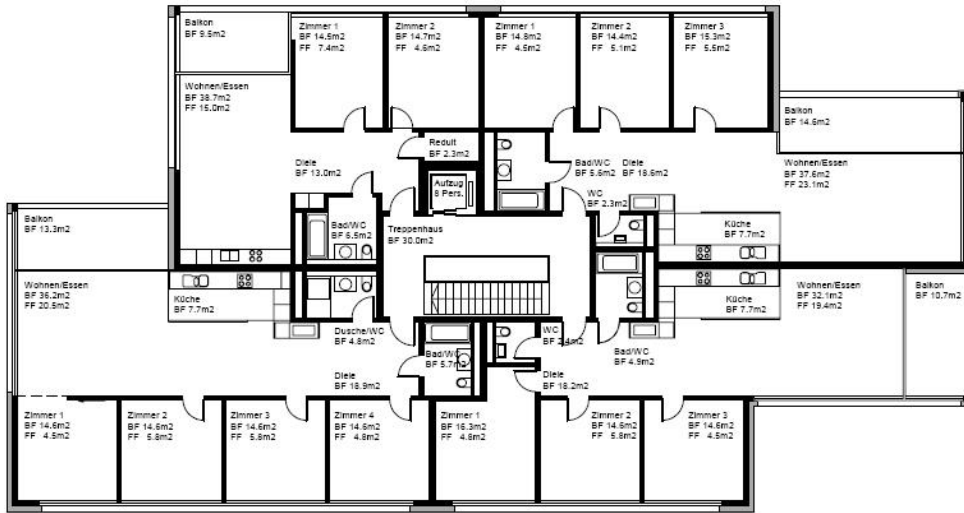 Balkon
BF 9.5m2
Zimmer 1
BF 14.5m2
FF 7.4m2
Zimmer 2
BF 14.7m2
FF 4.6m2
Zimmer 1
BF 14.8m2
FF 4.5m2
Zimmer 2
BF 14.4m2
FF 5.1m2
Zimmer 3
BF 15.3m2
FF 5.5m2
Wohnen/Essen
BF 38.7m2
FF 15.0m2
Balkon
BF 14.6m2
Reduit
BF 2.3m2
Diele
BF 13.0m2
Aufzug
8 Pers.
Bad/WC
BF 5.6m2
Diele
BF 18.6m2
WC
BF 2.3m2
Wohnen/Essen
BF 37.6m2
FF 23.1m2
Balkon
BF 13.3m2
Bad/WC
BF 6.5m2
Treppenhaus
BF 30.0m2
Küche
BF 7.7m2
Wohnen/Essen
BF 36.2m2
FF 20.5m2
Küche
BF 7.7m2
Küche
BF 7.7m2
Wohnen/Essen
BF 32.1m2
FF 19.4m2
Balkon
BF 10.7m2
Dusche/WC
BF 4.8m2
Bad/WC
BF 5.7m2
WC
BF 2.4m2
Bad/WC
BF 4.9m2
Diele
BF 18.9m2
Diele
BF 18.2m2
Zimmer 1
BF 14.6m2
FF 4.5m2
Zimmer 2
BF 14.6m2
FF 5.8m2
Zimmer 3
BF 14.6m2
FF 5.8m2
Zimmer 4
BF 14.6m2
FF 4.8m2
Zimmer 1
BF 16.3m2
FF 4.8m2
Zimmer 2
BF 14.6m2
FF 5.8m2
Zimmer 3
BF 14.6m2
FF 4.5m2